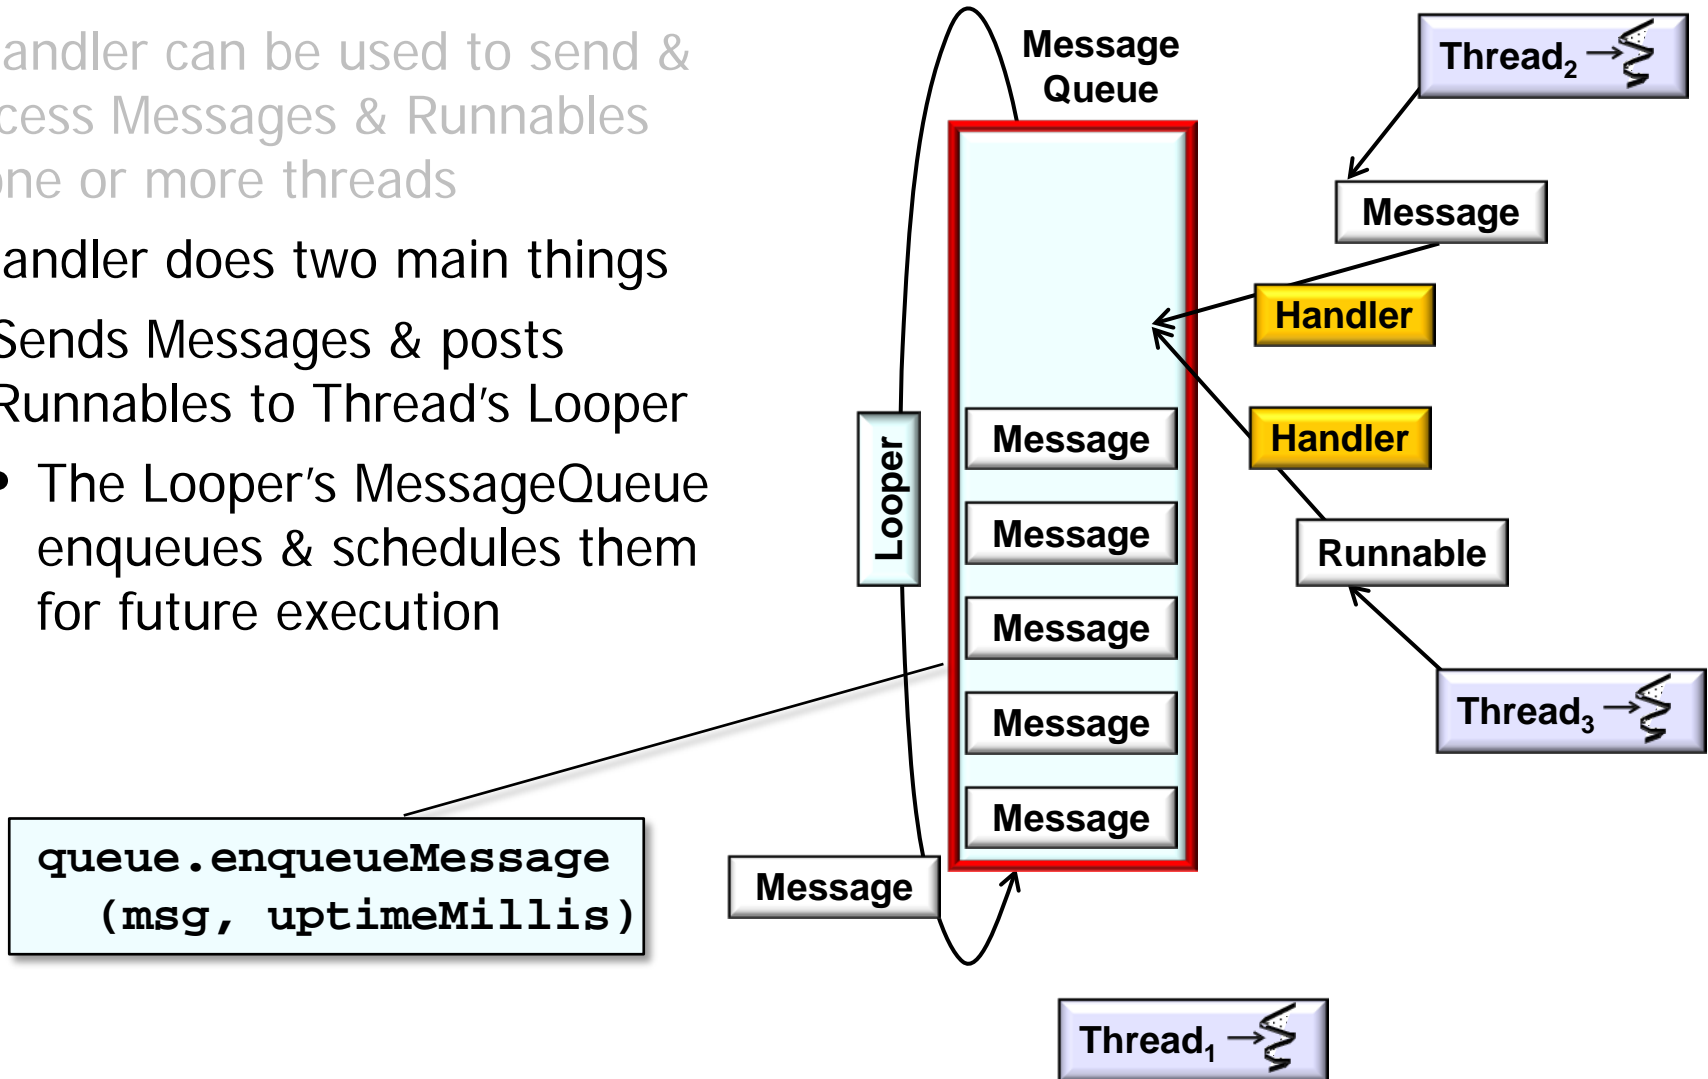 andler can be used to send &
cess Messages & Runnables
one or more threads
andler does two main things
Sends Messages & posts
Runnables to Thread's Looper
• The Looper's MessageQueue
enqueues & schedules them
for future execution
queue.enqueueMessage
(msg, uptimeMillis)
Message
Queue
Looper
Message
Message
Message
Message
Message
Message
Thread₂
Message
Handler
Handler
Runnable
Thread₃
Thread₁